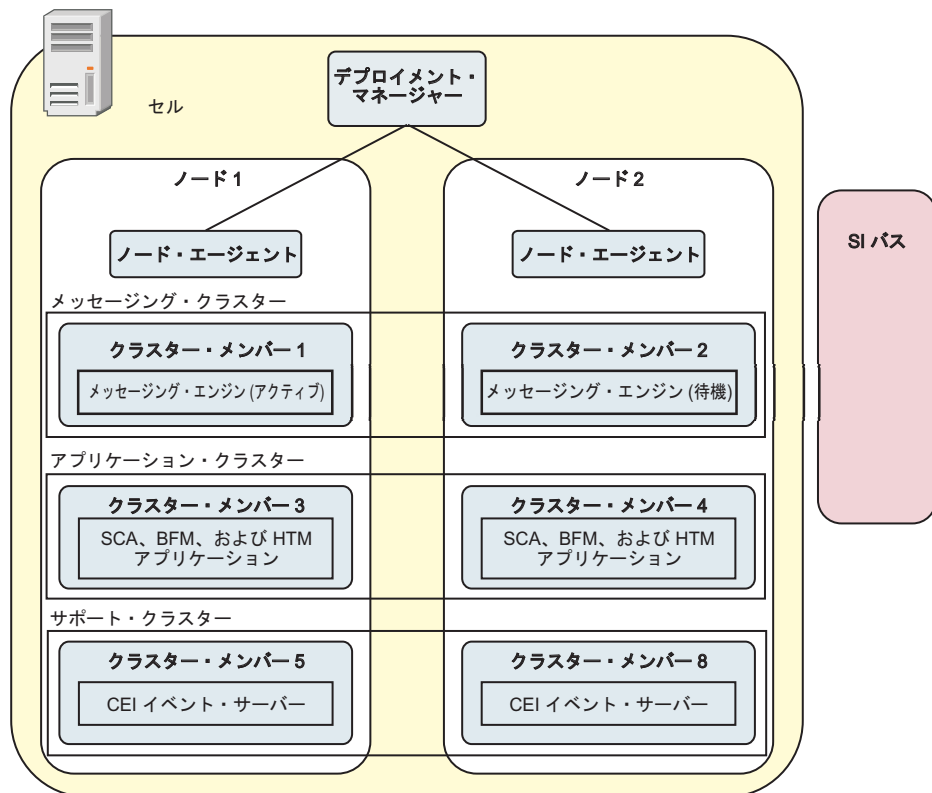 デプロイメント・
マネージャー
セル
ノード 1
ノード 2
ノード・エージェント
ノード・エージェント
SI バス
メッセージング・クラスター
クラスター・メンバー 1
メッセージング・エンジン (アクティブ)
クラスター・メンバー 2
メッセージング・エンジン (待機)
アプリケーション・クラスター
クラスター・メンバー 3
SCA、BFM、および HTM
アプリケーション
クラスター・メンバー 4
SCA、BFM、および HTM
アプリケーション
サポート・クラスター
クラスター・メンバー 5
CEI イベント・サーバー
クラスター・メンバー 8
CEI イベント・サーバー